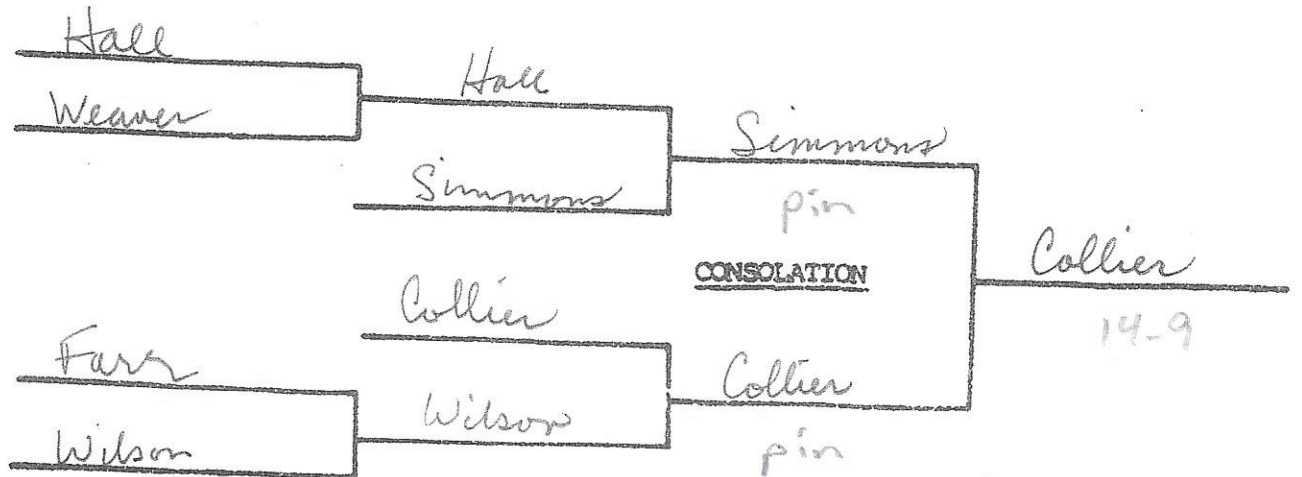 Hall
Hall
Weaver
Simmons
Simmons
pin
CONSOLATION
Collier
Collier
14-9
Farr
Collier
Wilson
Wilson
pin